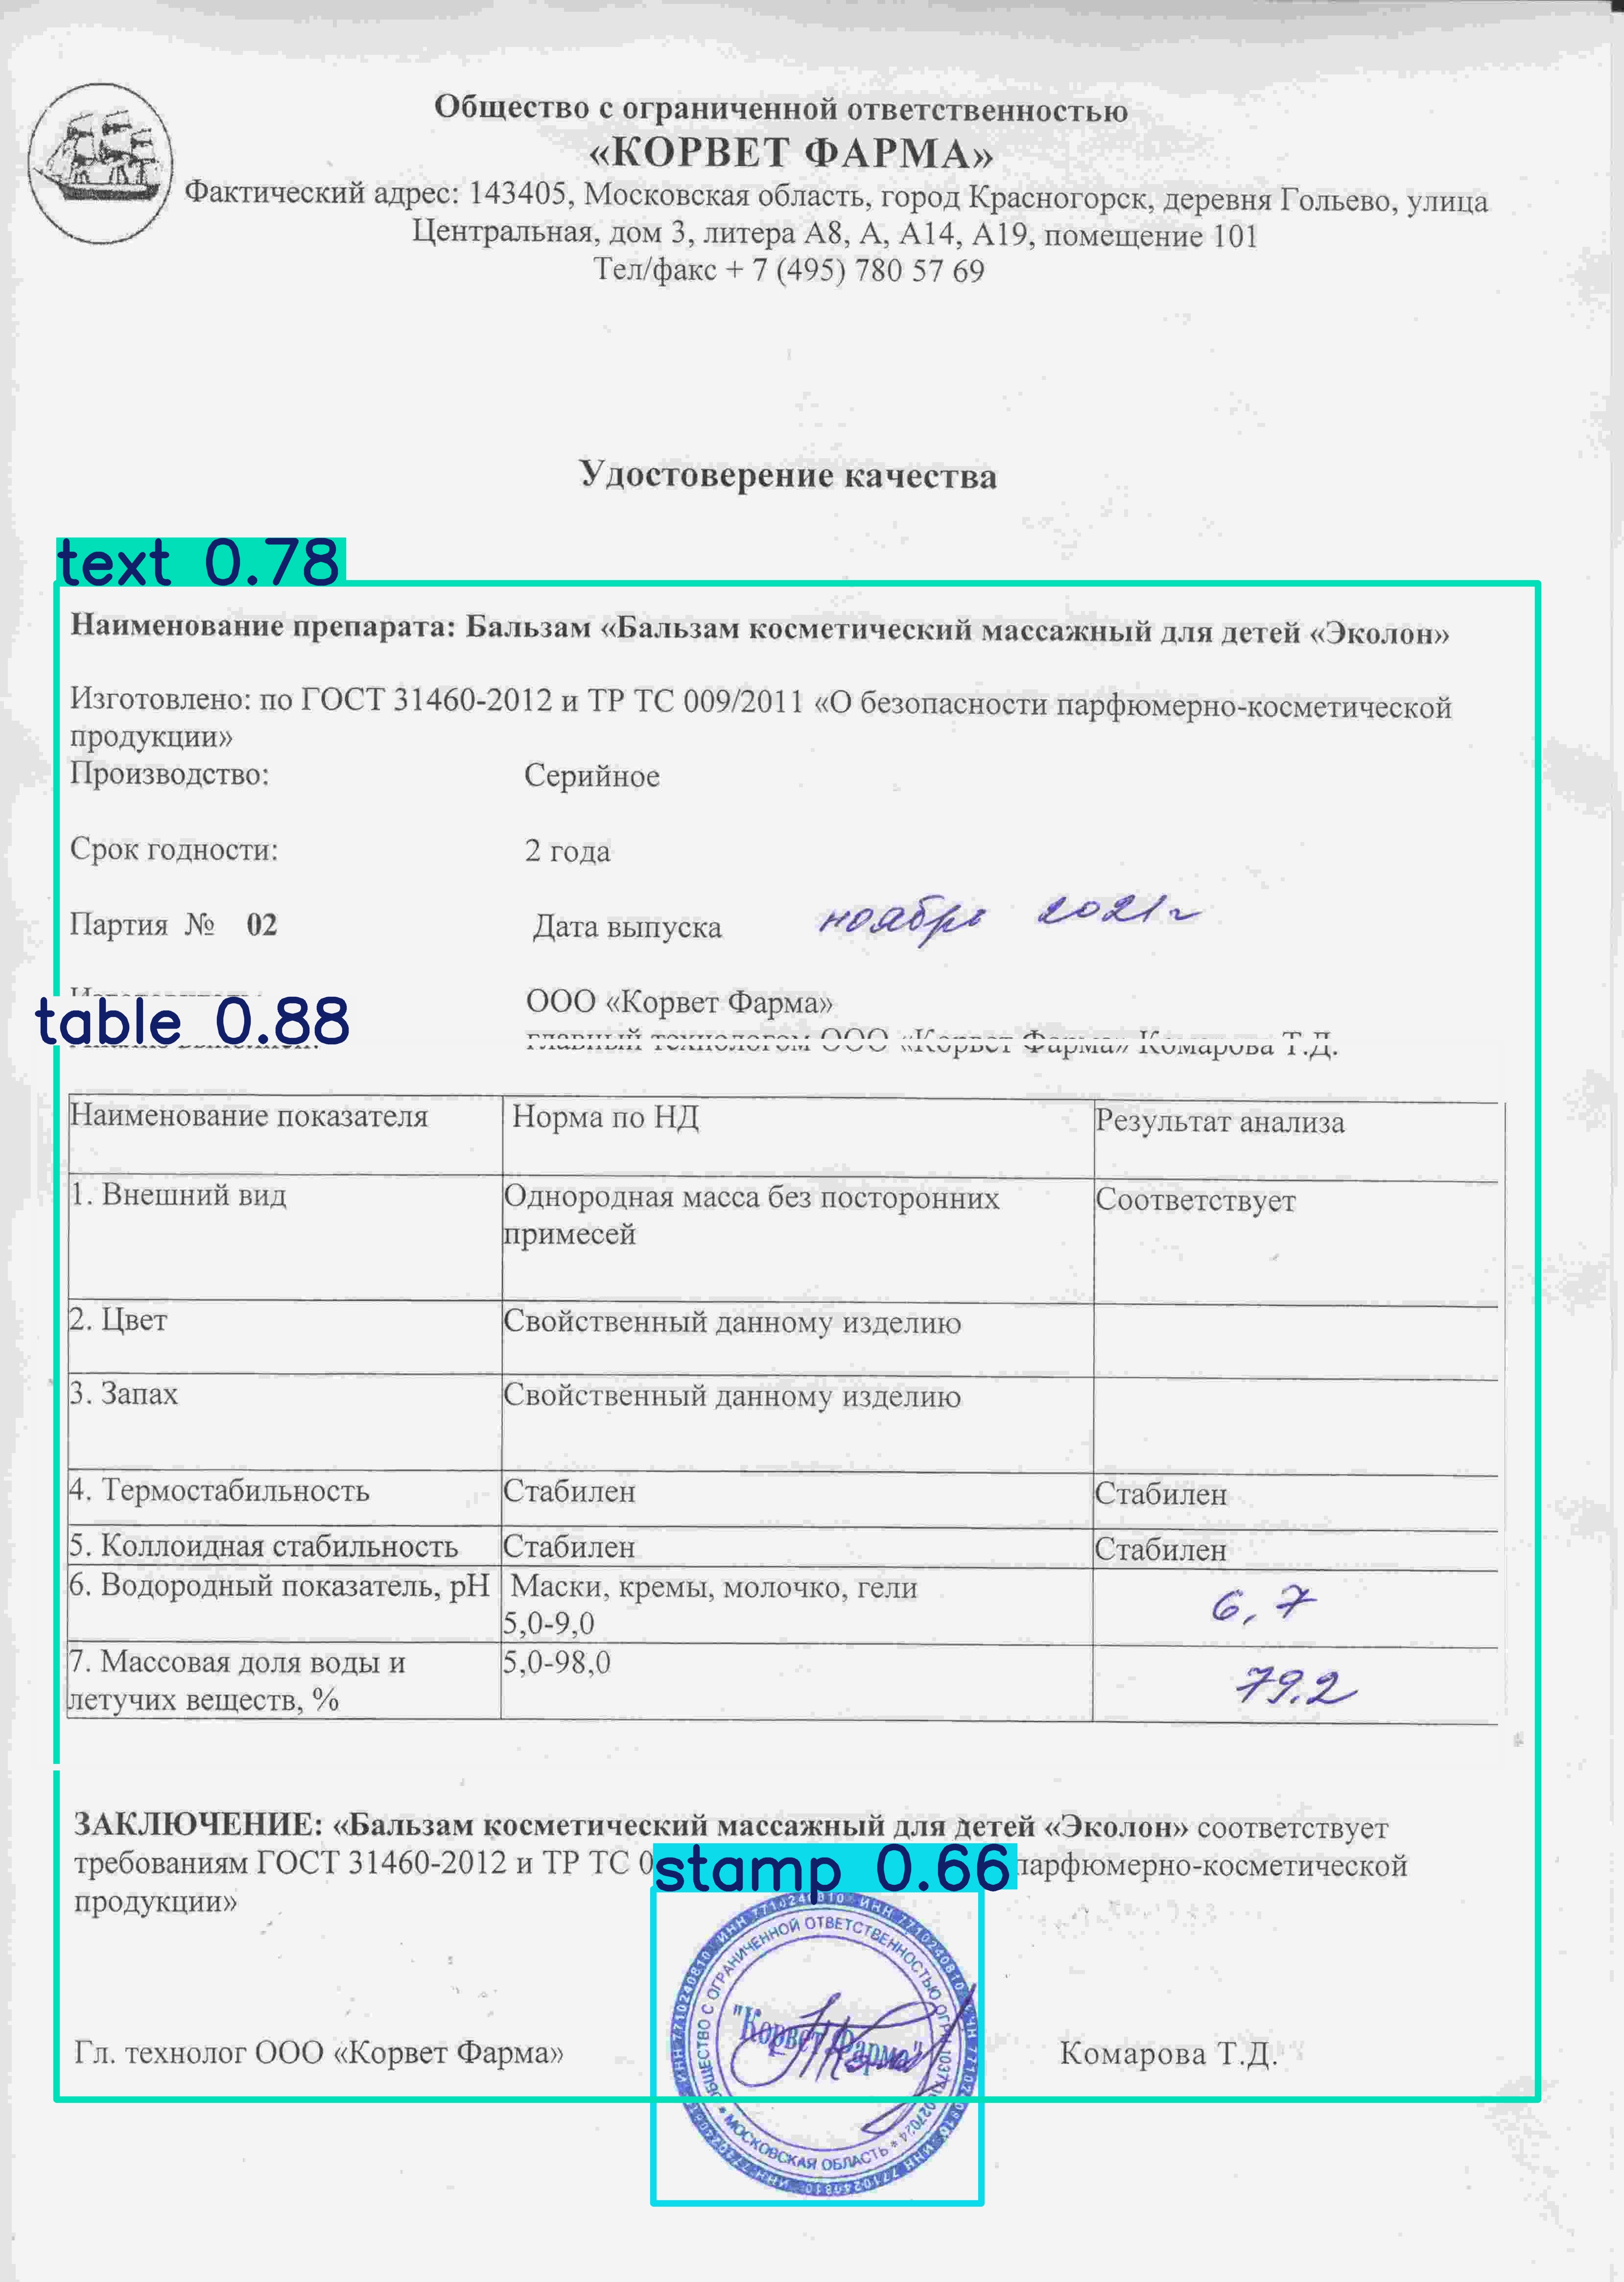 Общество с ограниченной ответственностью
«КОРВЕТ ФАРМА»
Фактический адрес: 143405, Московская область, город Красногорск, деревня Гольево, улица
Центральная, дом 3, литера А8, А, А14, А19, помещение 101
Тел/факс + 7 (495) 780 57 69
Удостоверение качества
text 0.78
Наименование препарата: Бальзам «Бальзам косметический массажный для детей «Эколон»
Изготовлено: по ГОСТ 31460-2012 и ТР ТС 009/2011 «О безопасности парфюмерно-косметической
продукции»
Производство: Серийное
Срок годности: 2 года
Партия № 02 Дата выпуска ноябрь 2021г
ООО «Корвет Фарма»
table 0.88
главный технологом ООО «Корвет Фарма» Комарова Т.Д.
Наименование показателя Норма по НД Результат анализа
1. Внешний вид Однородная масса без посторонних Соответствует
примесей
2. Цвет Свойственный данному изделию
3. Запах Свойственный данному изделию
4. Термостабильность Стабилен Стабилен
5. Коллоидная стабильность Стабилен Стабилен
6. Водородный показатель, pH Маски, кремы, молочко, гели 6,7
5,0-9,0
7. Массовая доля воды и 5,0-98,0 79.2
летучих веществ, %
ЗАКЛЮЧЕНИЕ: «Бальзам косметический массажный для детей «Эколон» соответствует
требованиям ГОСТ 31460-2012 и ТР ТС 0 парфюмерно-косметической
stamp 0.66
продукции»
ИНН 7710240810 ИНН 7710240810
ОБЩЕСТВО С ОГРАНИЧЕННОЙ ОТВЕТСТВЕННОСТЬЮ
"Корвет Фарма"
* МОСКОВСКАЯ ОБЛАСТЬ *
Гл. технолог ООО «Корвет Фарма» Комарова Т.Д.